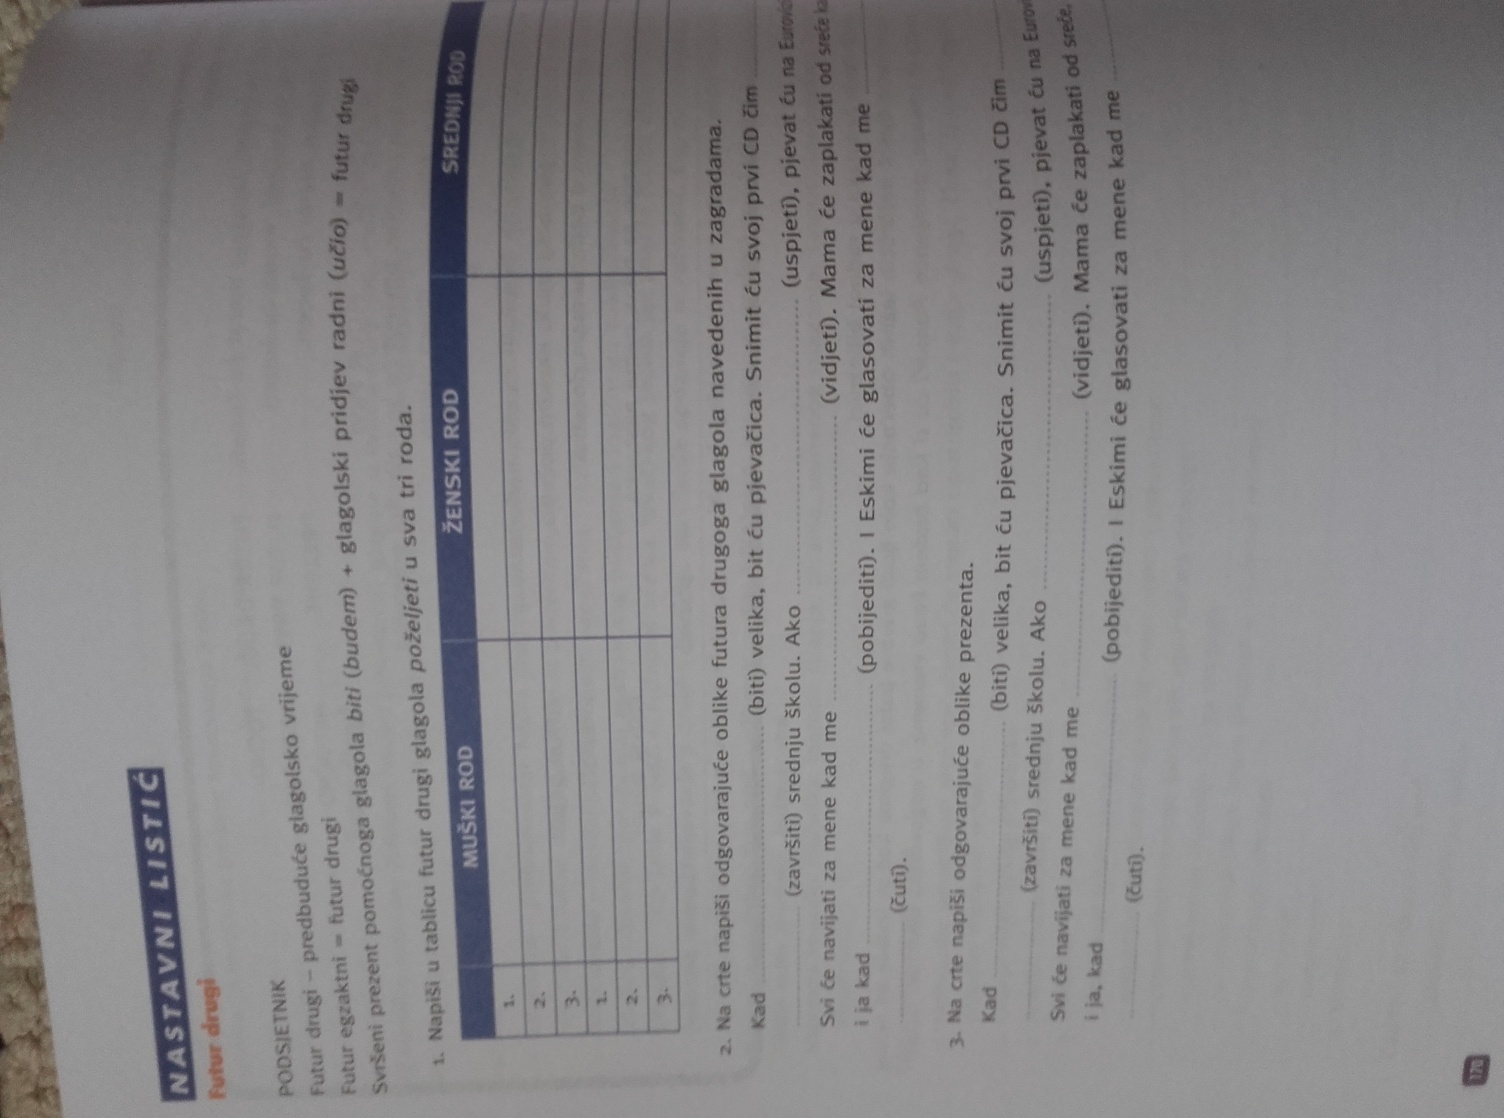 NASTAVNI LISTIĆ
Futur drugi
PODSJETNIK
Futur drugi – predbuduće glagolsko vrijeme
Futur egzaktni = futur drugi
Svršeni prezent pomoćnoga glagola biti (budem) + glagolski pridjev radni (učio) = futur drugi
1. Napiši u tablicu futur drugi glagola poželjeti u sva tri roda.
MUŠKI ROD ŽENSKI ROD SREDNJI ROD
1.
2.
3.
1.
2.
3.
2. Na crte napiši odgovarajuće oblike futura drugoga glagola navedenih u zagradama.
Kad ........ (biti) velika, bit ću pjevačica. Snimit ću svoj prvi CD čim ........
........ (završiti) srednju školu. Ako ........ (uspjeti), pjevat ću na
Svi će navijati za mene kad me ........ (vidjeti). Mama će zaplakati od sreće
i ja kad ........ (pobijediti). I Eskimi će glasovati za mene kad me ........
........ (čuti).
3. Na crte napiši odgovarajuće oblike prezenta.
Kad ........ (biti) velika, bit ću pjevačica. Snimit ću svoj prvi CD čim ........
........ (završiti) srednju školu. Ako ........ (uspjeti), pjevat ću na
Svi će navijati za mene kad me ........ (vidjeti). Mama će zaplakati od sreće,
i ja, kad ........ (pobijediti). I Eskimi će glasovati za mene kad me ........
........ (čuti).
170